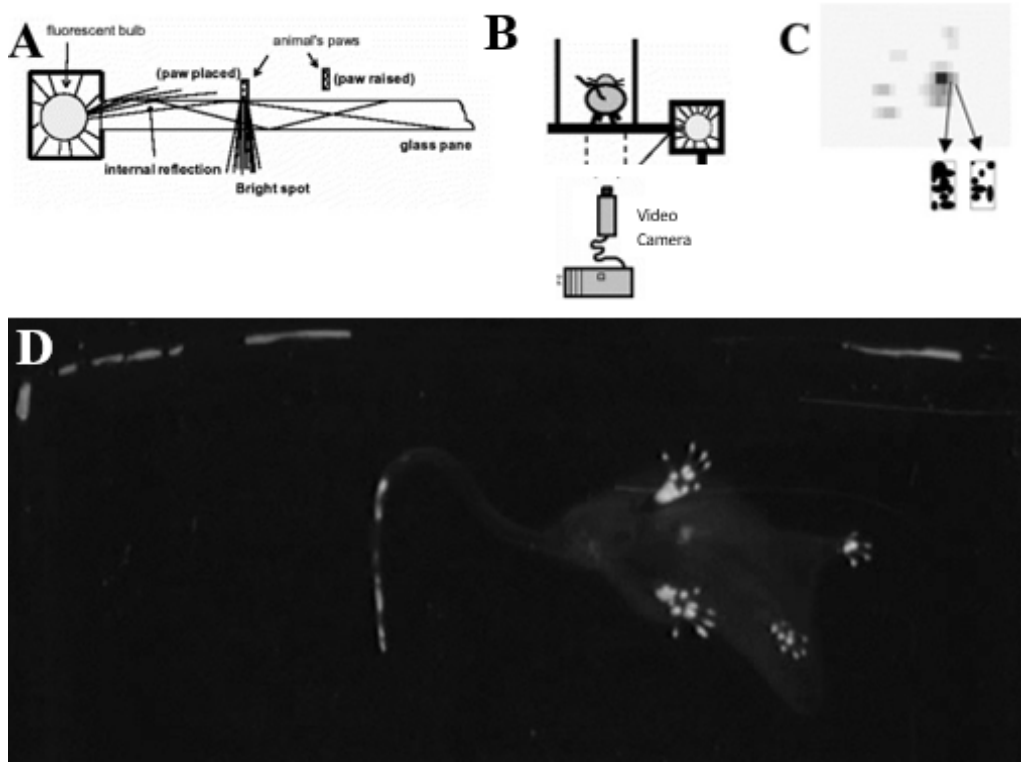 A
fluorescent bulb
animal's paws
(paw placed)
(paw raised)
glass pane
internal reflection
Bright spot
B
Video
Camera
C
D